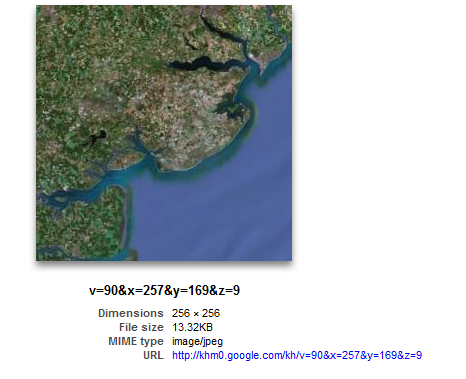 v=90&x=257&y=169&z=9
Dimensions 256 × 256
File size 13.32KB
MIME type image/jpeg
URL http://khm0.google.com/kh/v=90&x=257&y=169&z=9